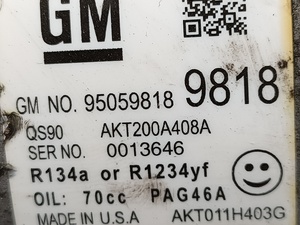 GM
GM NO. 95059818 9818
QS90 AKT200A408A
SER NO. 0013646
R134a or R1234yf
OIL: 70cc PAG46A
MADE IN U.S.A AKT011H403G